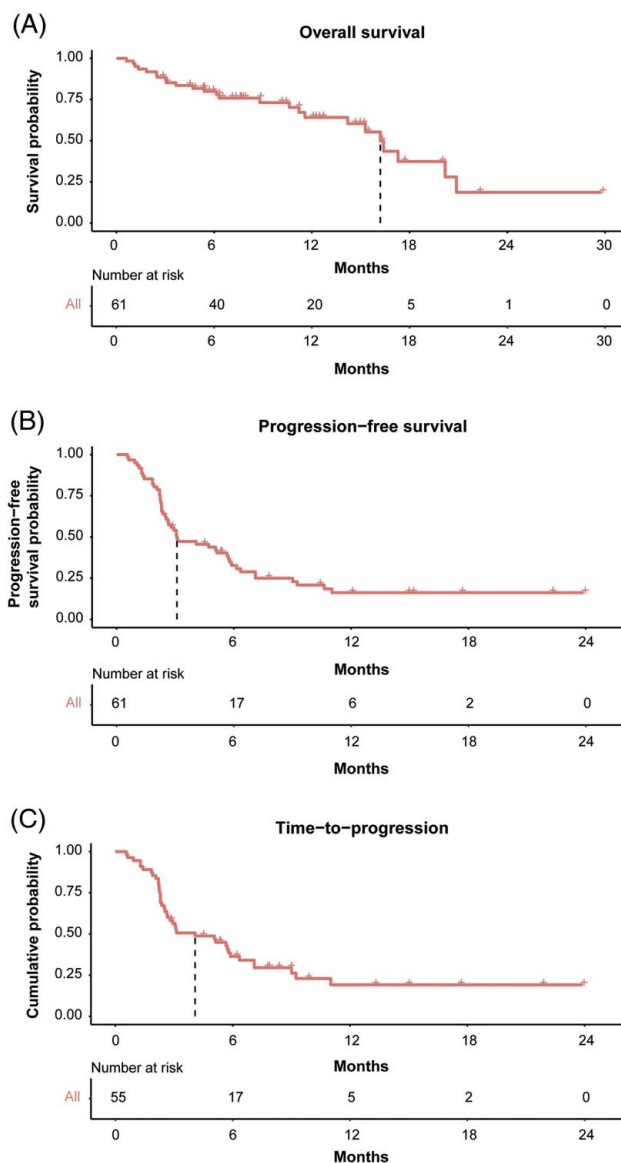 (A)
Overall survival
Survival probability
1.00
0.75
0.50
0.25
0.00
0 6 12 18 24 30
Months
Number at risk
All 61 40 20 5 1 0
0 6 12 18 24 30
Months
(B)
Progression−free survival
Progression−free
survival probability
1.00
0.75
0.50
0.25
0.00
0 6 12 18 24
Months
Number at risk
All 61 17 6 2 0
0 6 12 18 24
Months
(C)
Time−to−progression
Cumulative probability
1.00
0.75
0.50
0.25
0.00
0 6 12 18 24
Months
Number at risk
All 55 17 5 2 0
0 6 12 18 24
Months